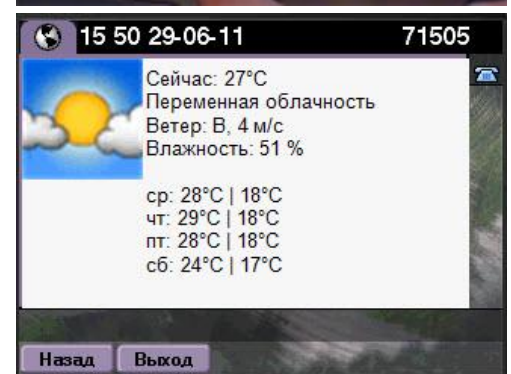 15 50 29-06-11 71505
Сейчас: 27°C
Переменная облачность
Ветер: В, 4 м/с
Влажность: 51 %
ср: 28°C | 18°C
чт: 29°C | 18°C
пт: 28°C | 18°C
сб: 24°C | 17°C
Назад Выход